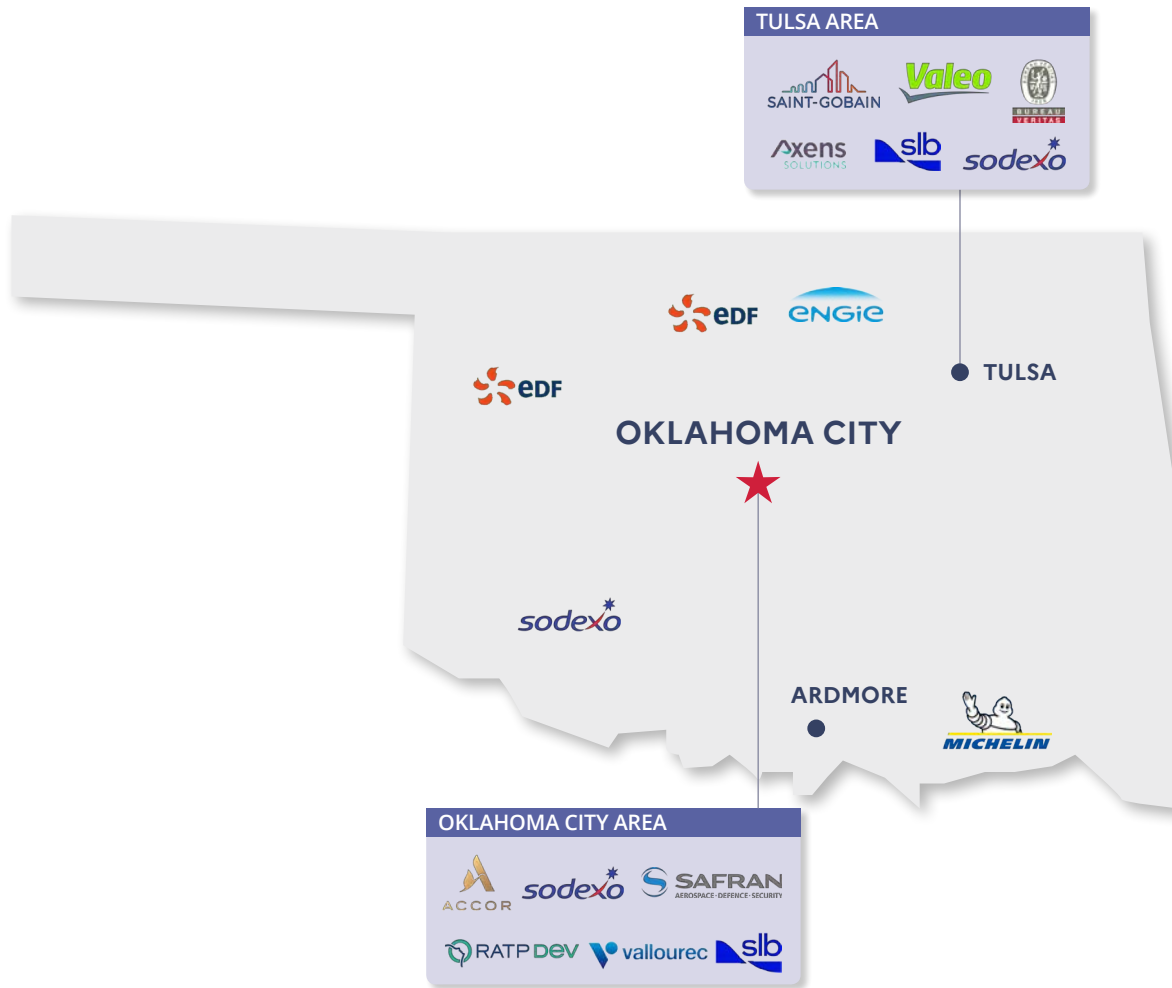 TULSA AREA
SAINT-GOBAIN
Valeo
BUREAU
VERITAS
Axens
SOLUTIONS
slb
sodexo
eDF
ENGIE
eDF
TULSA
OKLAHOMA CITY
sodexo
ARDMORE
MICHELIN
OKLAHOMA CITY AREA
ACCOR
sodexo
SAFRAN
AEROSPACE·DEFENCE·SECURITY
RATP DEV
vallourec
slb